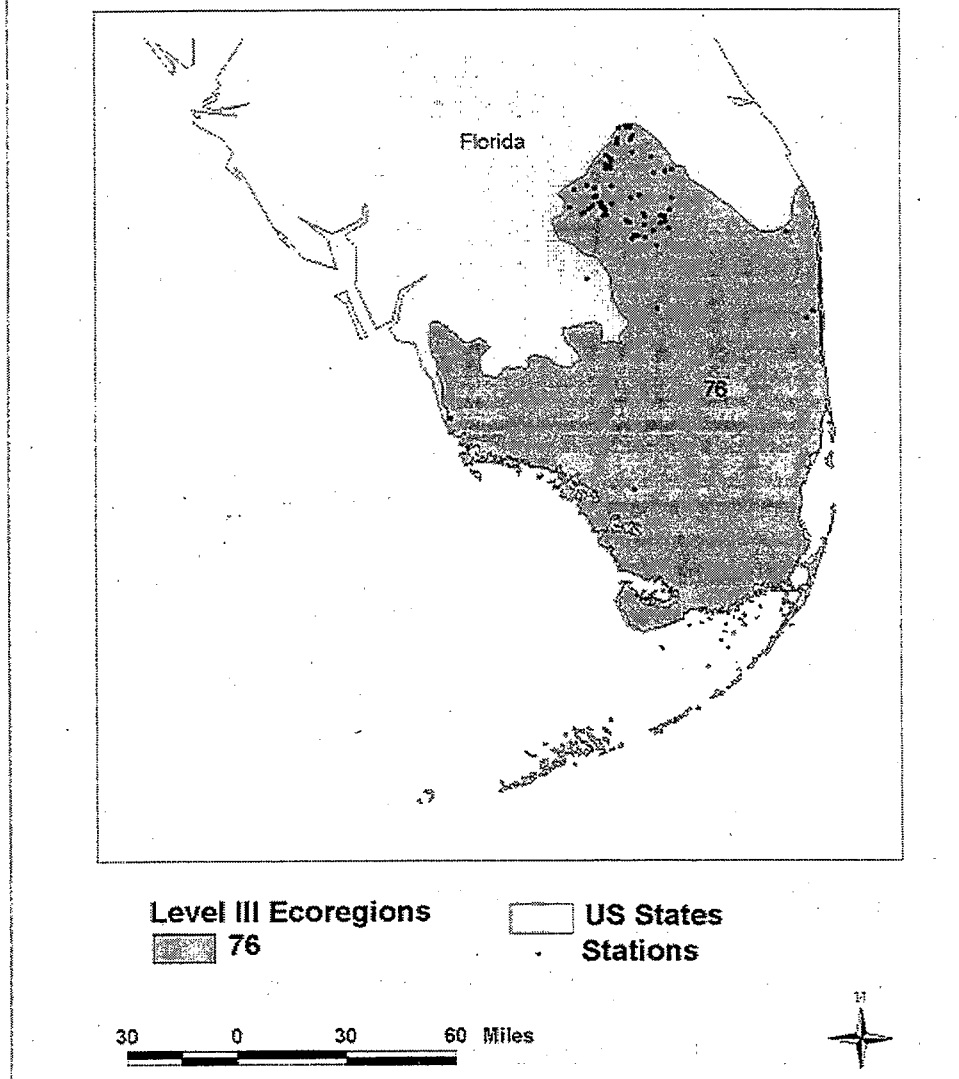 Florida
76
Level III Ecoregions
76
US States
Stations
30 0 30 60 Miles
N